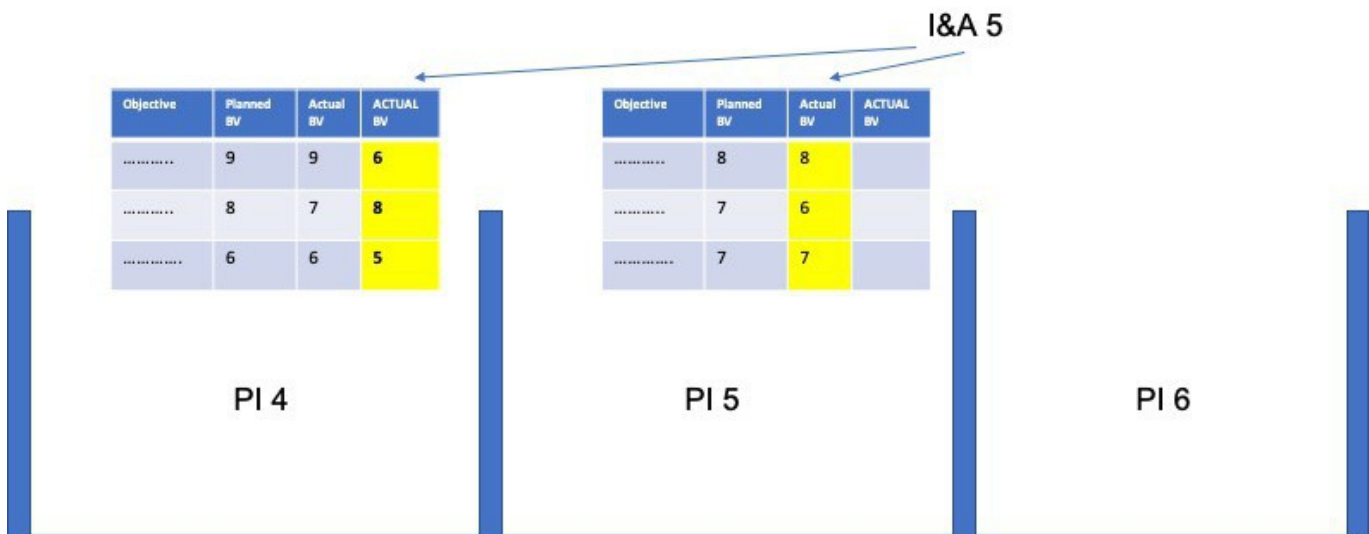 I&A 5
Objective Planned BV Actual BV ACTUAL BV
............ 9 9 6
............ 8 7 8
............. 6 6 5
Objective Planned BV Actual BV ACTUAL BV
............ 8 8
............ 7 6
............. 7 7
PI 4 PI 5 PI 6